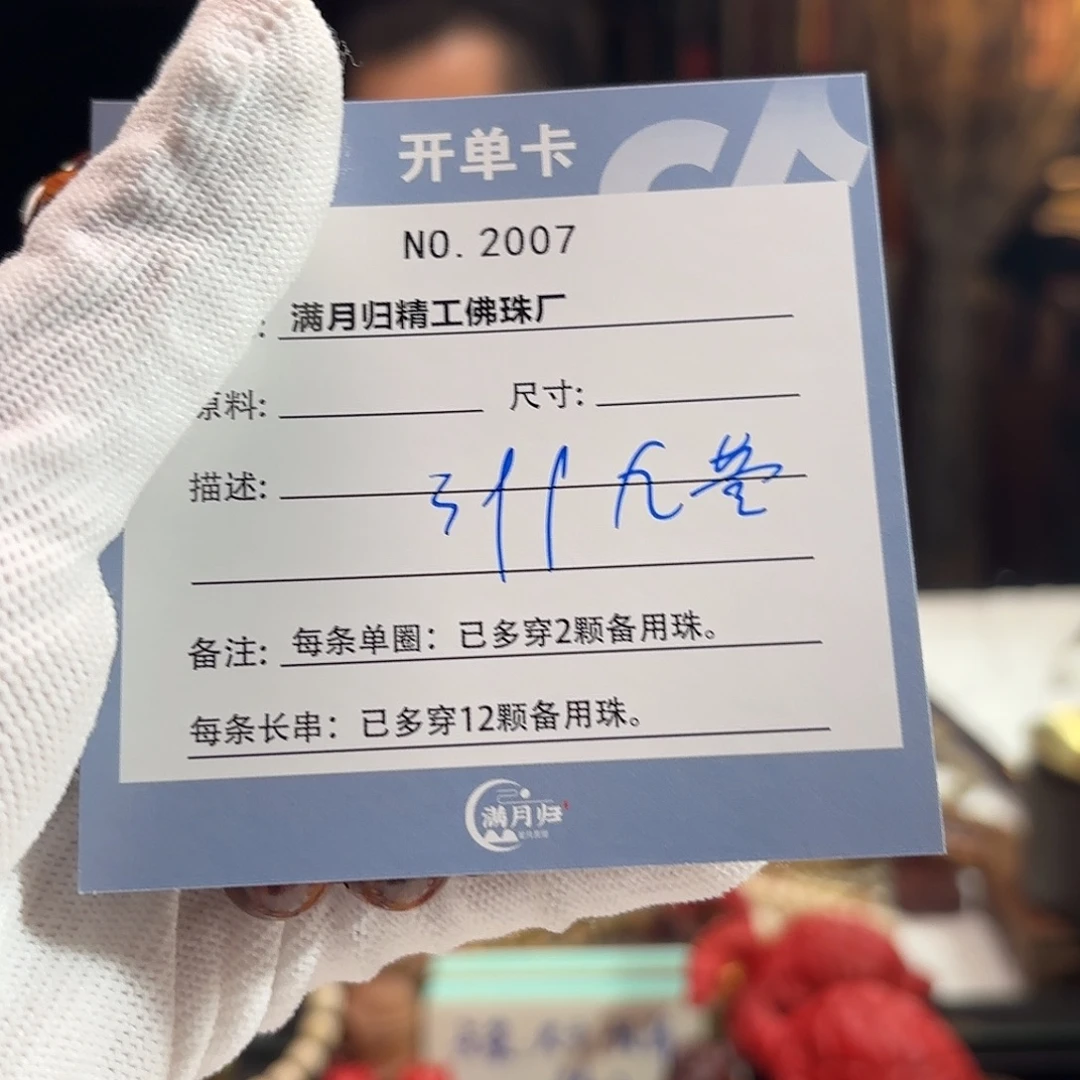 开单卡
NO. 2007
: 满月归精工佛珠厂
原料: 尺寸:
描述:
备注: 每条单圈：已多穿2颗备用珠。
每条长串：已多穿12颗备用珠。
满月归